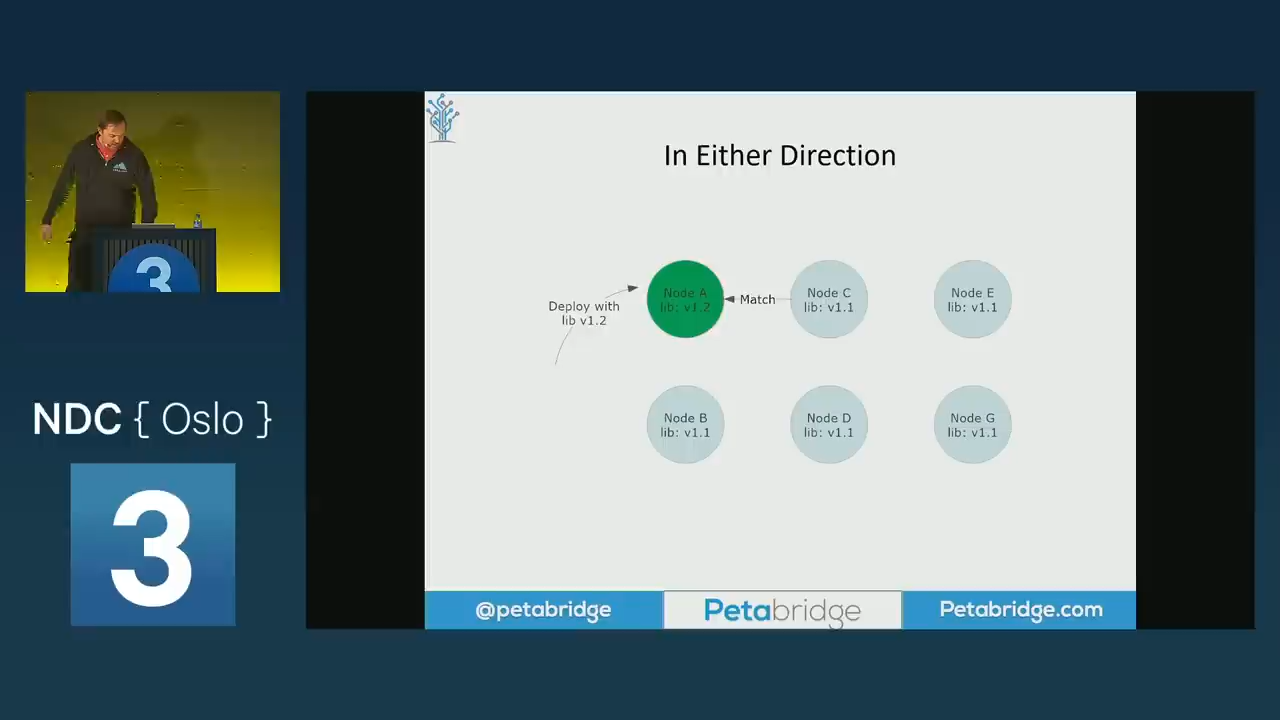 In Either Direction
Deploy with
lib v1.2
Node A
lib: v1.2
Match
Node C
lib: v1.1
Node E
lib: v1.1
Node B
lib: v1.1
Node D
lib: v1.1
Node G
lib: v1.1
@petabridge
Petabridge
Petabridge.com
3
NDC { Oslo }
3